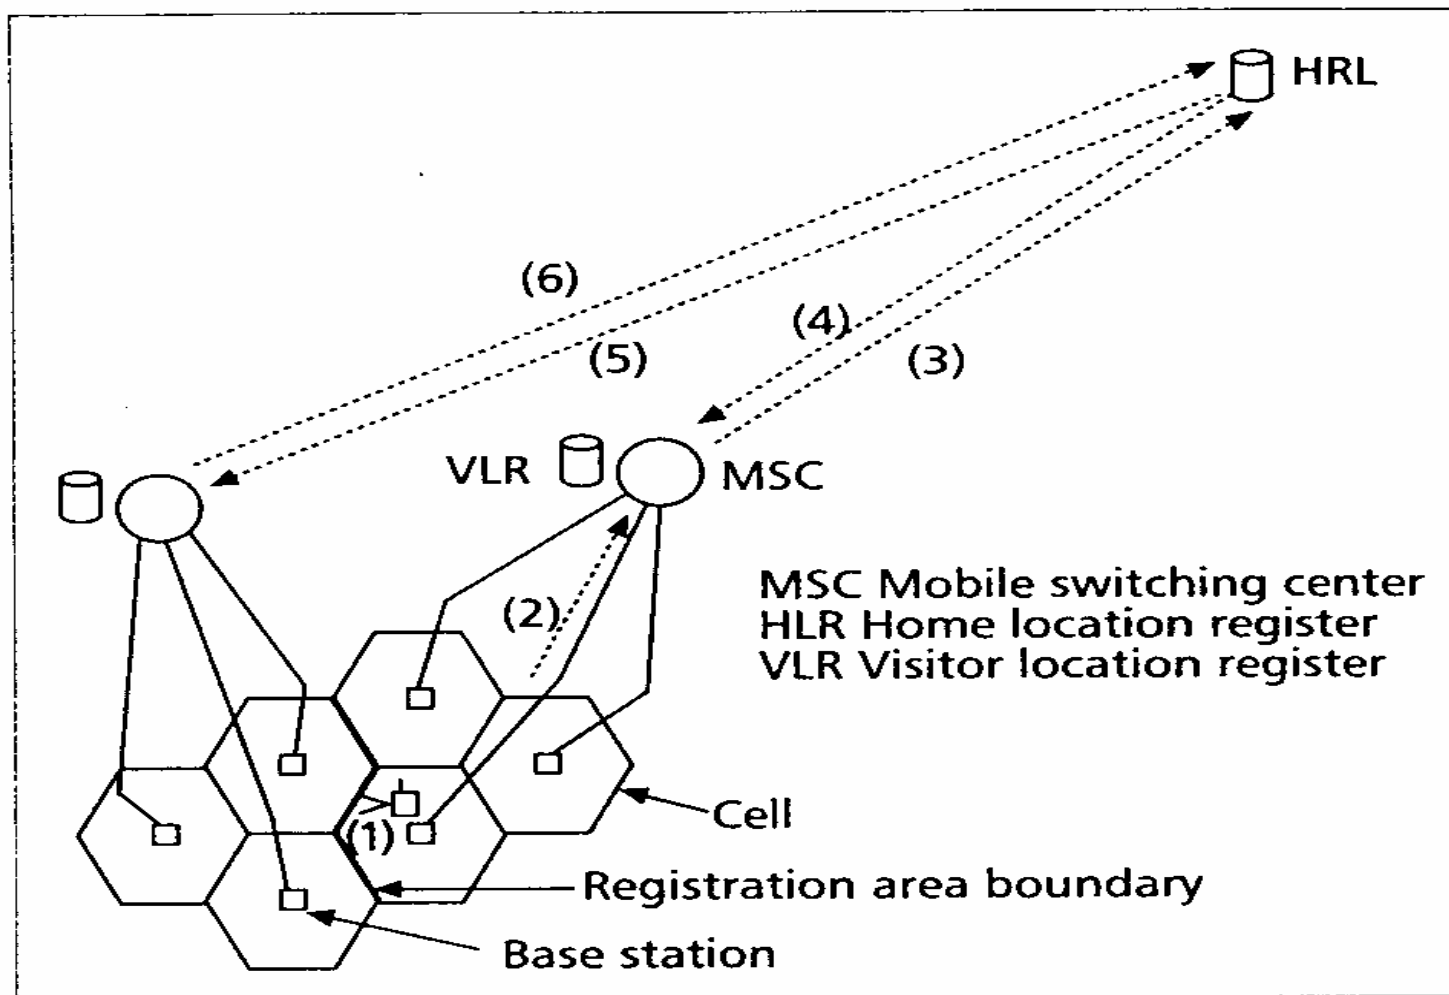 HRL
(6)
(4)
(5)
(3)
VLR
MSC
(2)
MSC Mobile switching center
HLR Home location register
VLR Visitor location register
(1)
Cell
Registration area boundary
Base station